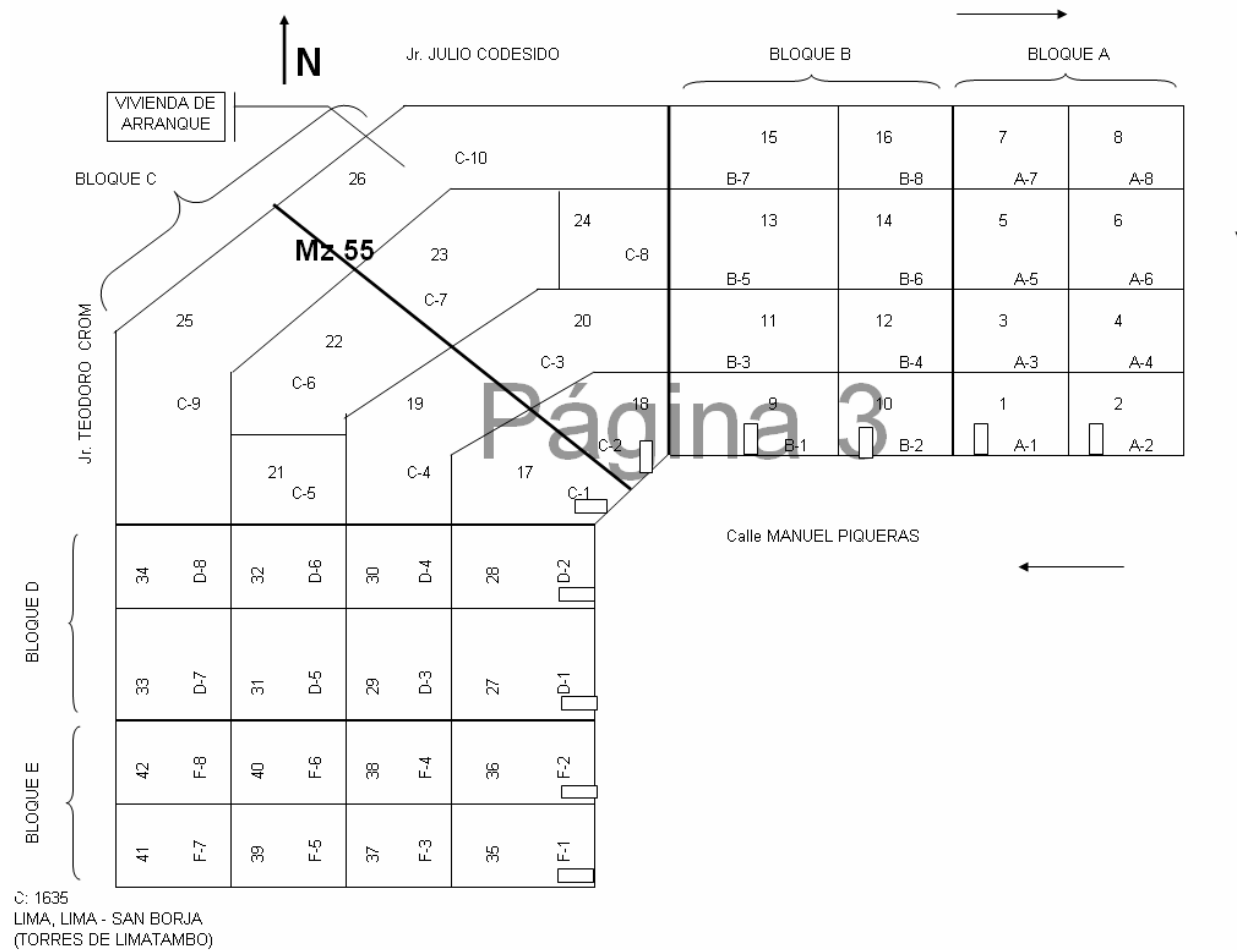 N
Jr. JULIO CODESIDO
BLOQUE B
BLOQUE A
VIVIENDA DE
ARRANQUE
BLOQUE C
Mz 55
Jr. TEODORO CROM
26
C-10
15
B-7
16
B-8
7
A-7
8
A-8
25
C-9
23
C-7
24
C-8
13
B-5
14
B-6
5
A-5
6
A-6
22
C-6
20
C-3
11
B-3
12
B-4
3
A-3
4
A-4
21
C-5
19
C-4
17
C-1
18
C-2
9
B-1
10
B-2
1
A-1
2
A-2
Página 3
Calle MANUEL PIQUERAS
BLOQUE D
34
D-8
32
D-6
30
D-4
28
D-2
33
D-7
31
D-5
29
D-3
27
D-1
BLOQUE E
42
F-8
40
F-6
38
F-4
36
F-2
41
F-7
39
F-5
37
F-3
35
F-1
C: 1635
LIMA, LIMA - SAN BORJA
(TORRES DE LIMATAMBO)